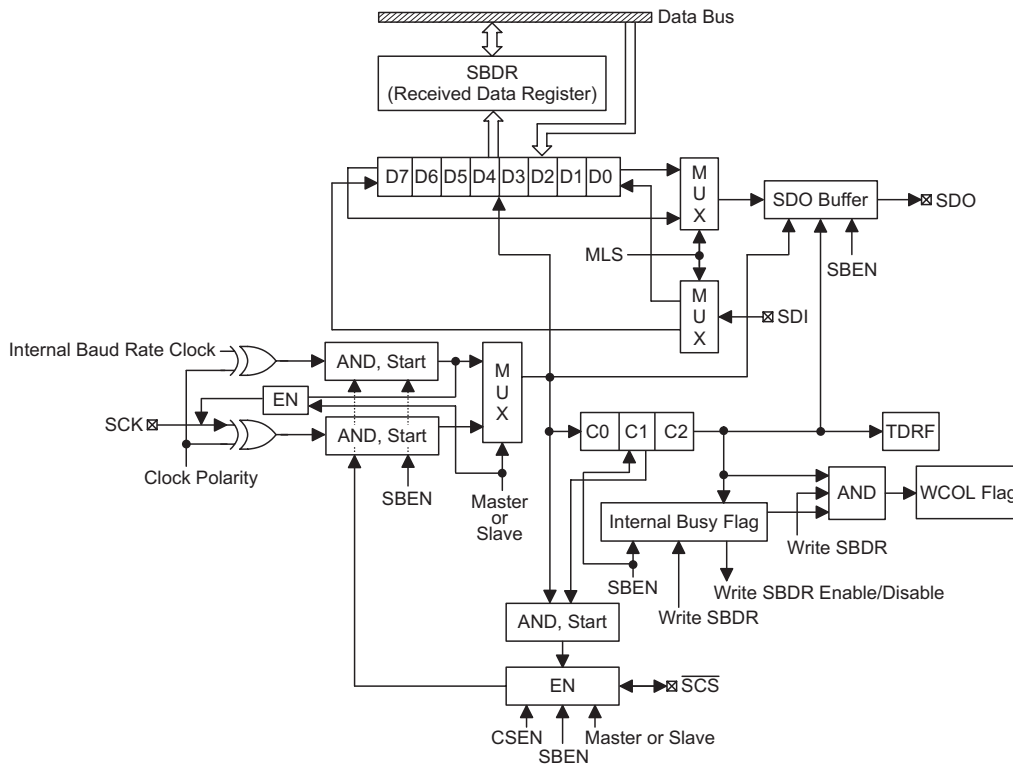 Data Bus
SBDR
(Received Data Register)
D7 D6 D5 D4 D3 D2 D1 D0
M
U
X
SDO Buffer
SDO
MLS
SBEN
M
U
X
SDI
Internal Baud Rate Clock
AND, Start
M
U
X
EN
SCK
AND, Start
C0 C1 C2
TDRF
Clock Polarity
SBEN
Master
or
Slave
AND
WCOL Flag
Internal Busy Flag
Write SBDR
SBEN
Write SBDR Enable/Disable
Write SBDR
AND, Start
EN
SCS
CSEN
SBEN
Master or Slave